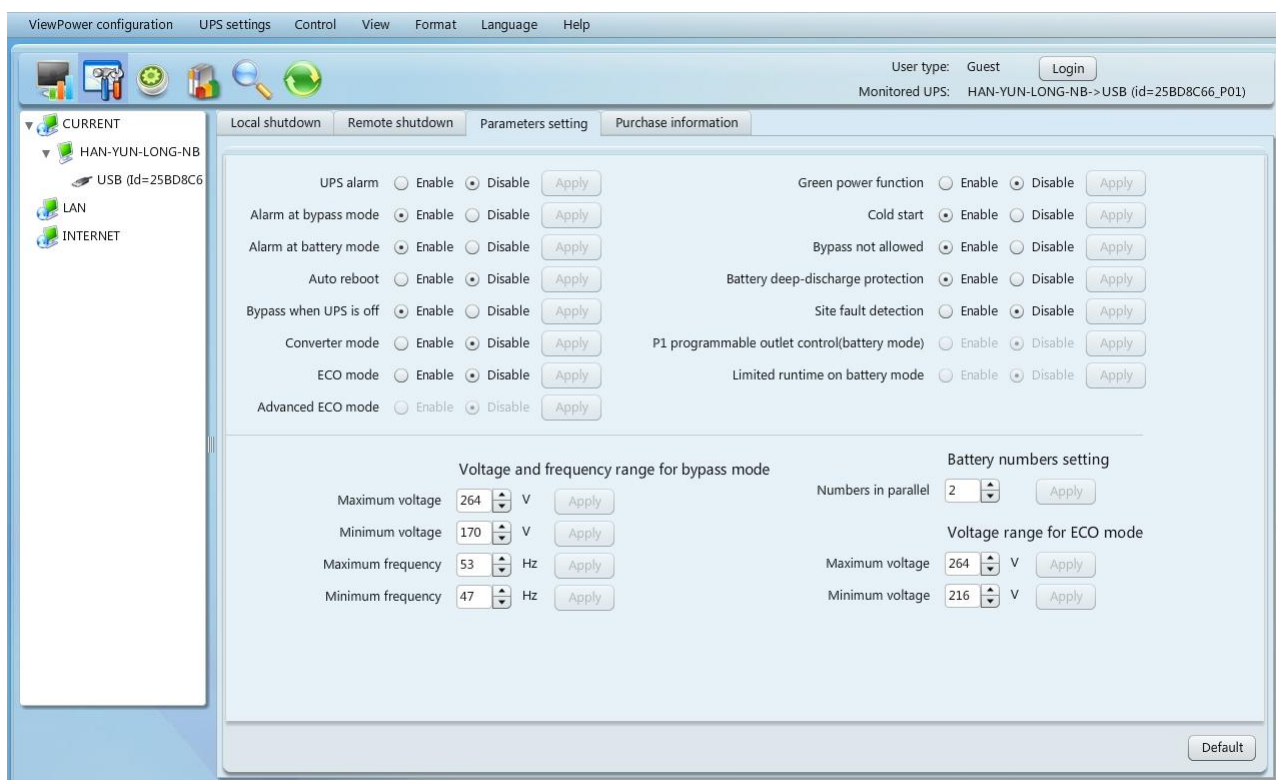 ViewPower configuration UPS settings Control View Format Language Help
User type: Guest Login
Monitored UPS: HAN-YUN-LONG-NB->USB (id=25BD8C66_P01)
CURRENT
HAN-YUN-LONG-NB
USB (Id=25BD8C6
LAN
INTERNET
Local shutdown Remote shutdown Parameters setting Purchase information
UPS alarm Enable Disable Apply
Alarm at bypass mode Enable Disable Apply
Alarm at battery mode Enable Disable Apply
Auto reboot Enable Disable Apply
Bypass when UPS is off Enable Disable Apply
Converter mode Enable Disable Apply
ECO mode Enable Disable Apply
Advanced ECO mode Enable Disable Apply
Green power function Enable Disable Apply
Cold start Enable Disable Apply
Bypass not allowed Enable Disable Apply
Battery deep-discharge protection Enable Disable Apply
Site fault detection Enable Disable Apply
P1 programmable outlet control(battery mode) Enable Disable Apply
Limited runtime on battery mode Enable Disable Apply
Voltage and frequency range for bypass mode
Maximum voltage 264 V Apply
Minimum voltage 170 V Apply
Maximum frequency 53 Hz Apply
Minimum frequency 47 Hz Apply
Battery numbers setting
Numbers in parallel 2 Apply
Voltage range for ECO mode
Maximum voltage 264 V Apply
Minimum voltage 216 V Apply
Default